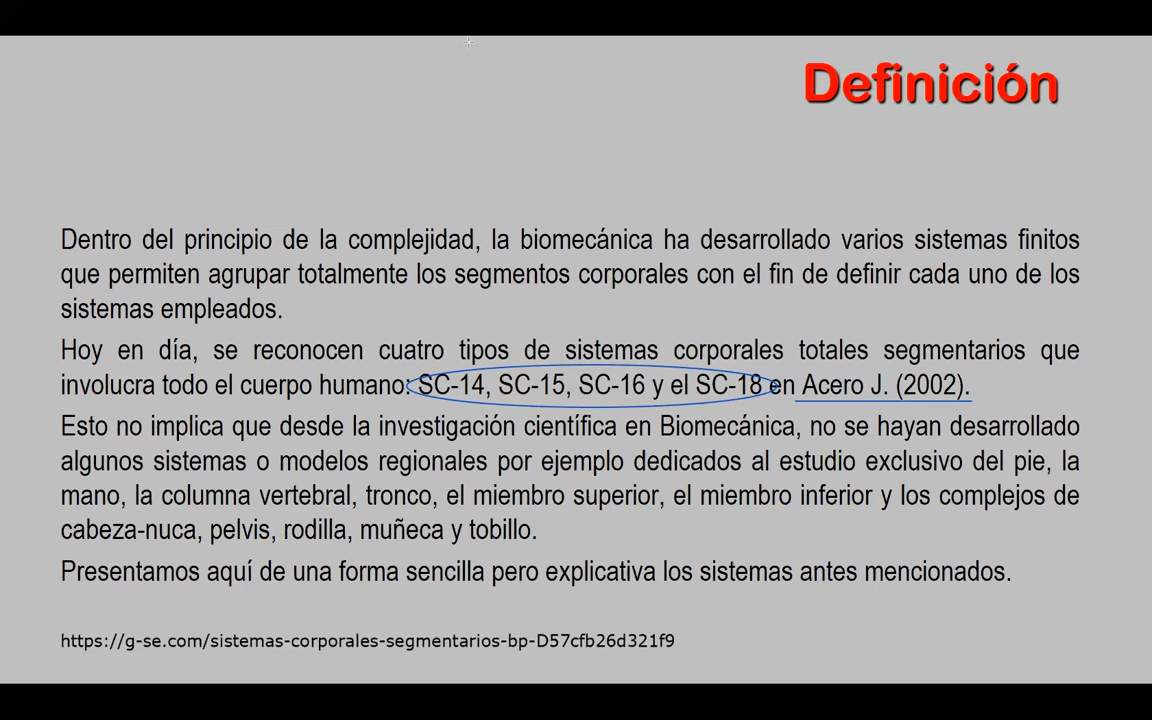 Definición
Dentro del principio de la complejidad, la biomecánica ha desarrollado varios sistemas finitos
que permiten agrupar totalmente los segmentos corporales con el fin de definir cada uno de los
sistemas empleados.
Hoy en día, se reconocen cuatro tipos de sistemas corporales totales segmentarios que
involucra todo el cuerpo humano: SC-14, SC-15, SC-16 y el SC-18 en Acero J. (2002).
Esto no implica que desde la investigación científica en Biomecánica, no se hayan desarrollado
algunos sistemas o modelos regionales por ejemplo dedicados al estudio exclusivo del pie, la
mano, la columna vertebral, tronco, el miembro superior, el miembro inferior y los complejos de
cabeza-nuca, pelvis, rodilla, muñeca y tobillo.
Presentamos aquí de una forma sencilla pero explicativa los sistemas antes mencionados.
https://g-se.com/sistemas-corporales-segmentarios-bp-D57cfb26d321f9